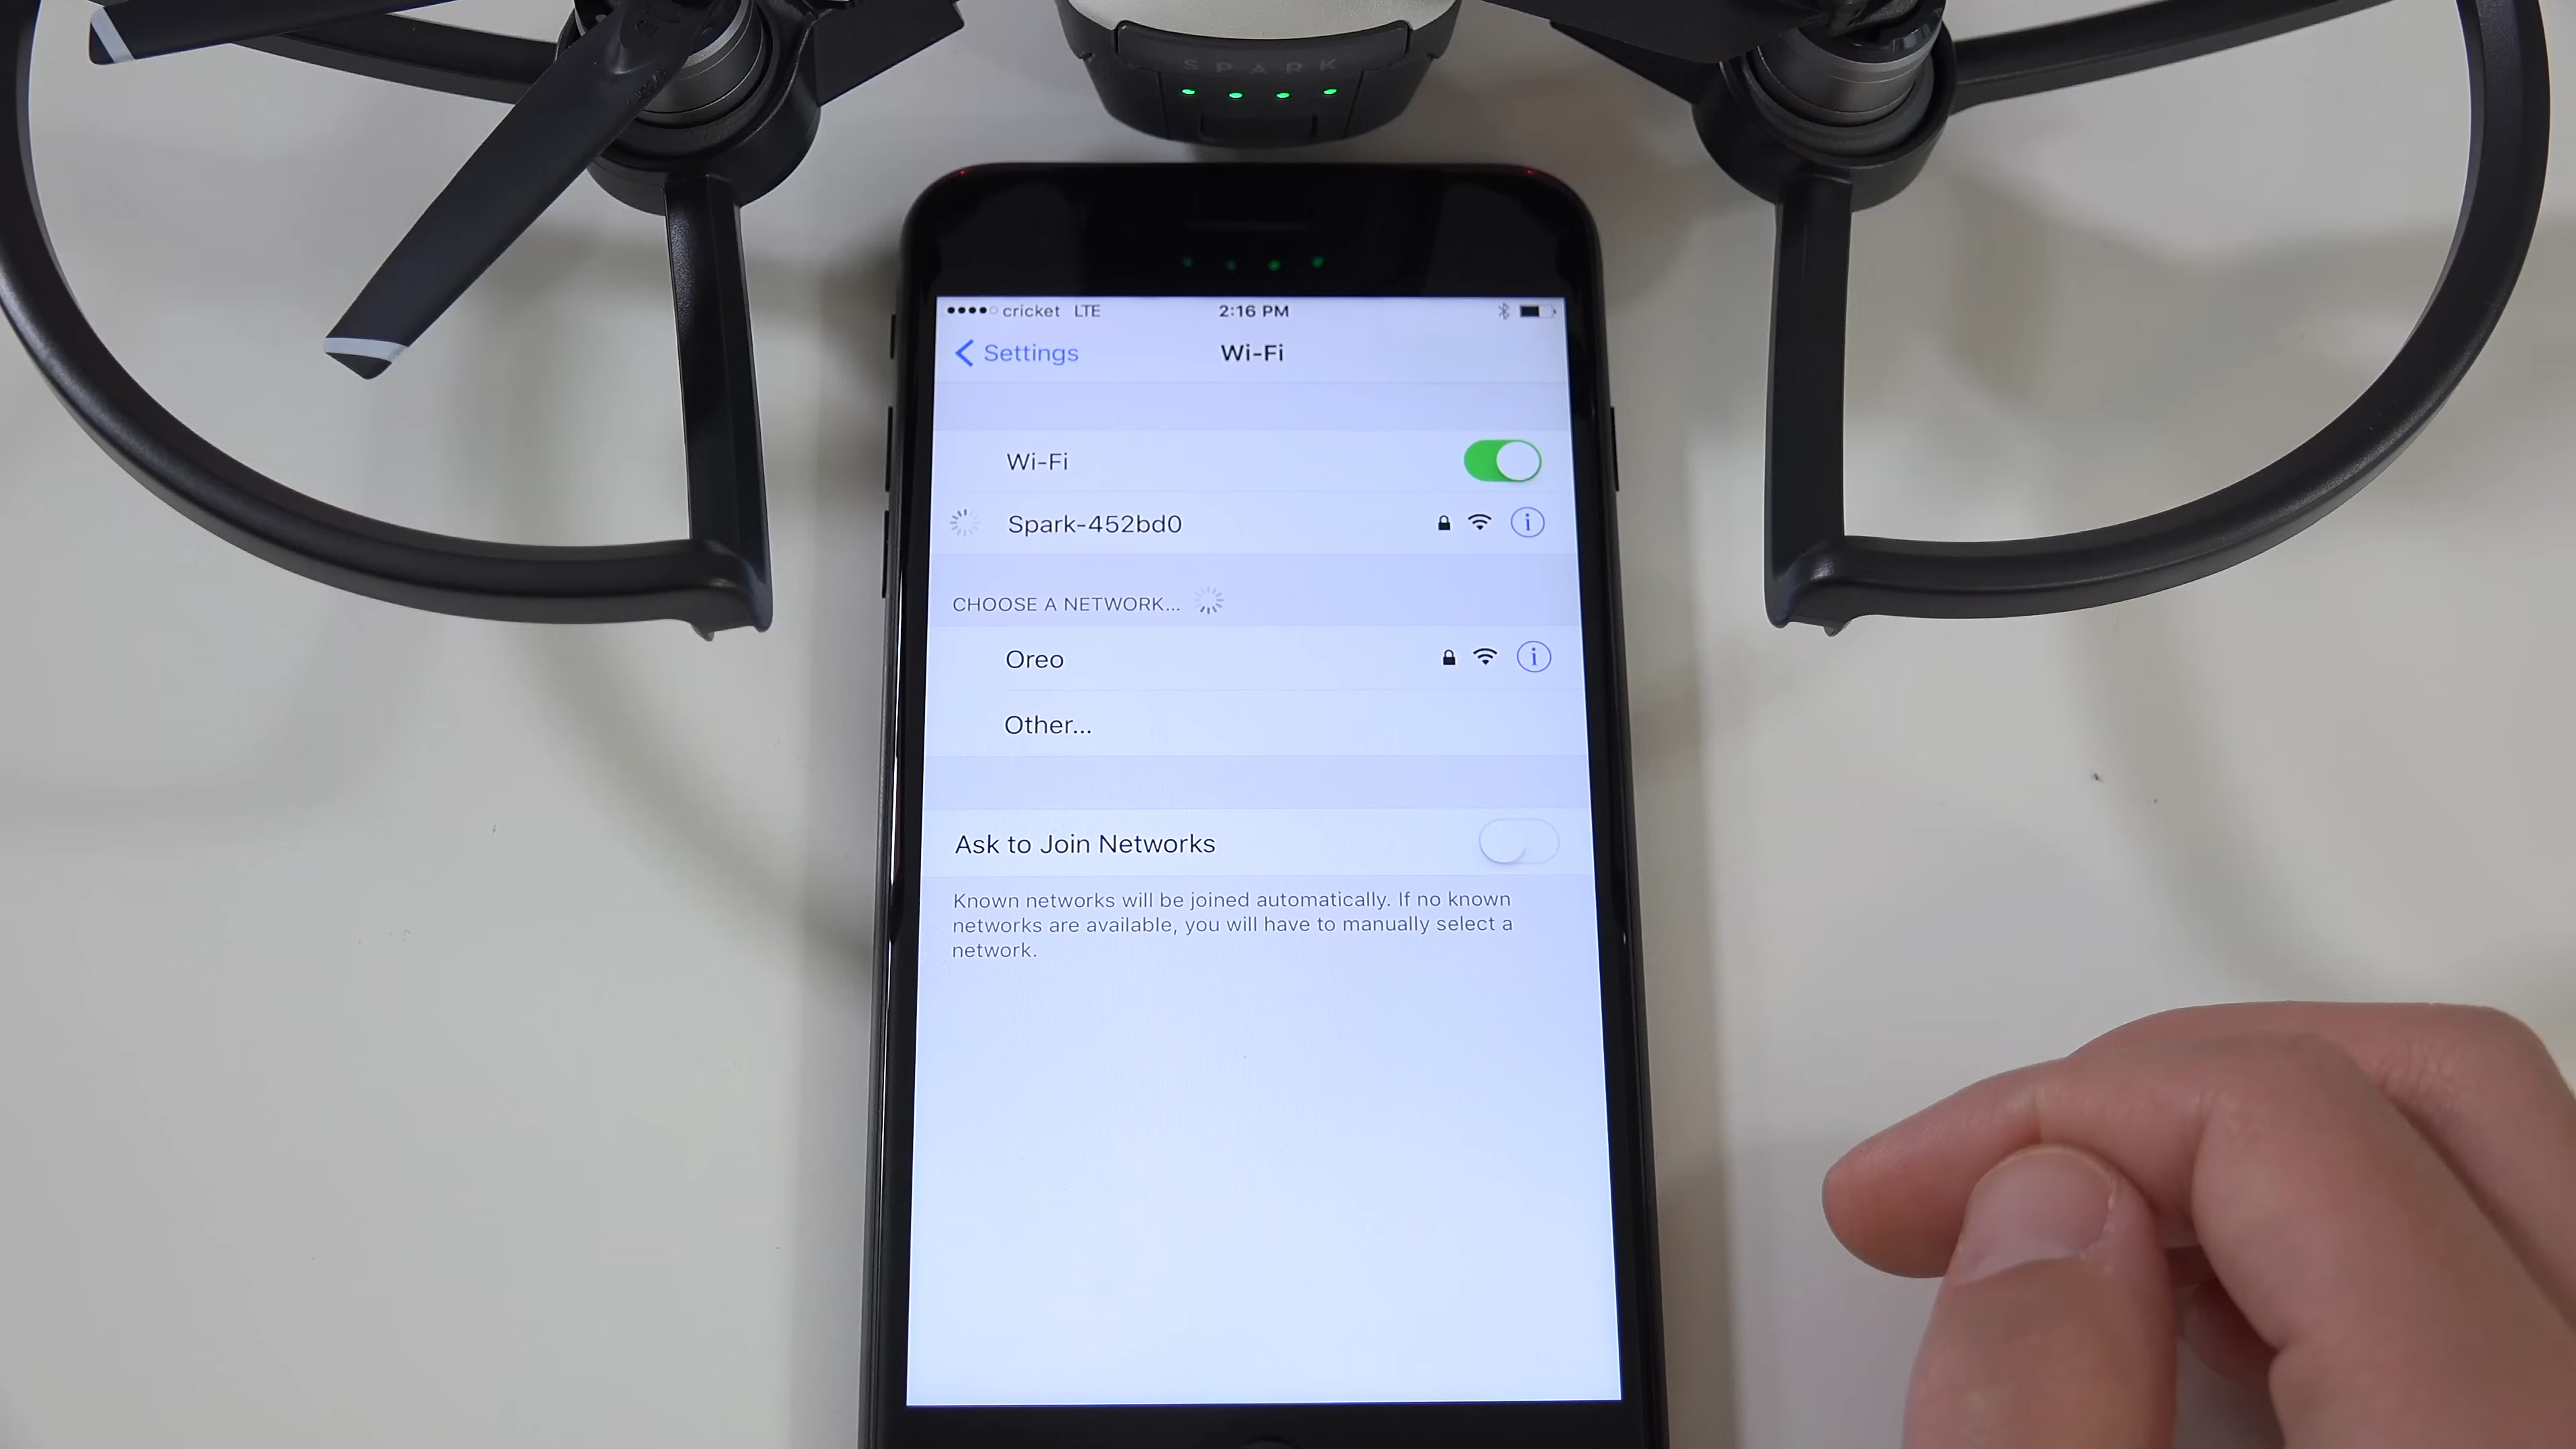 SPARK
cricket LTE 2:16 PM
Settings Wi-Fi
Wi-Fi
Spark-452bd0
CHOOSE A NETWORK...
Oreo
Other...
Ask to Join Networks
Known networks will be joined automatically. If no known
networks are available, you will have to manually select a
network.